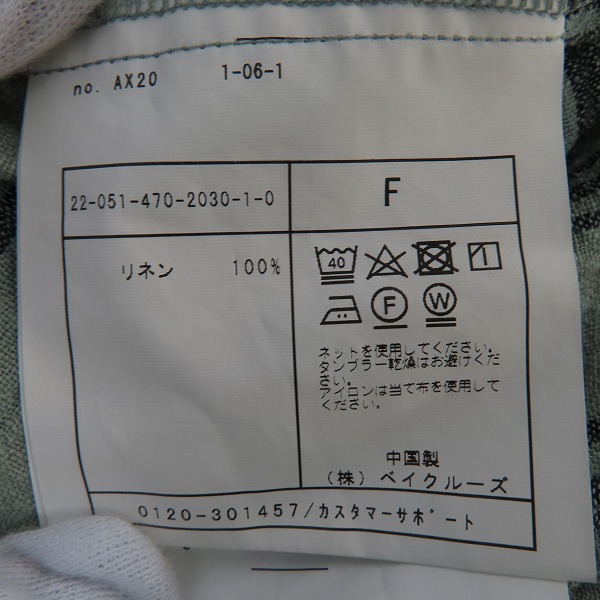 no. AX20 1-06-1
22-051-470-2030-1-0 F
リネン 100%
40
F W
ネットを使用してください。
タンブラー乾燥はお避けくだ
さい。
アイロンは当て布を使用して
ください。
中国製
(株) ベイクルーズ
0120-301457/カスタマーサポート